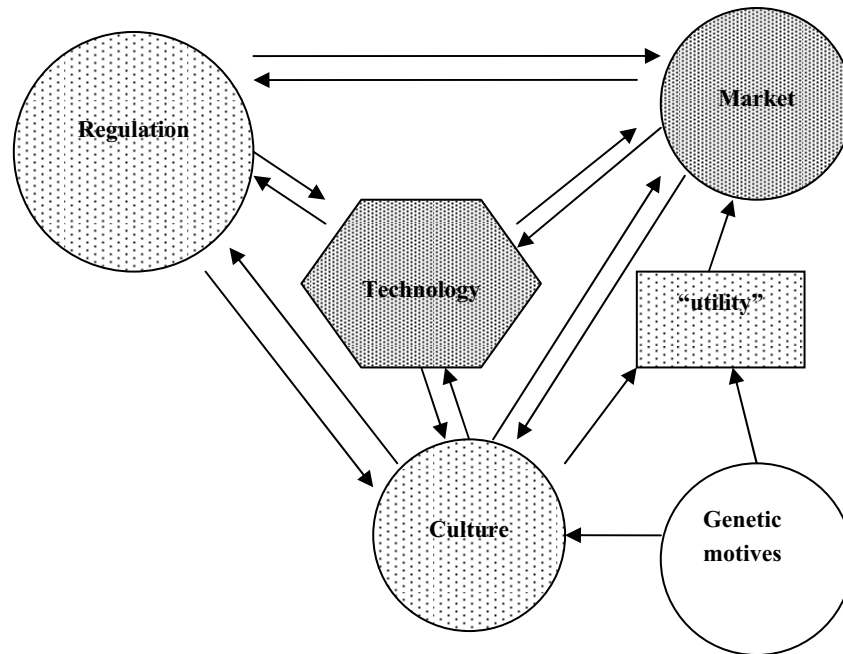 Market
Regulation
Technology
“utility”
Culture
Genetic
motives